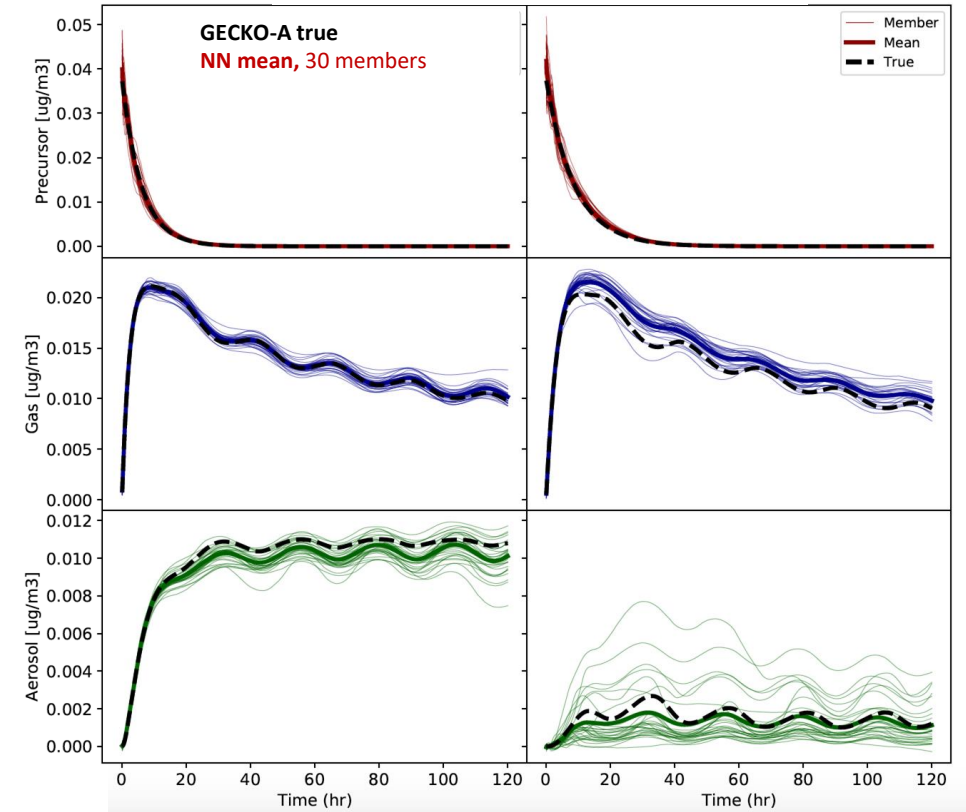 GECKO-A true
NN mean, 30 members
Member
Mean
True
Precursor [ug/m3]
0.05
0.04
0.03
0.02
0.01
0.00
Gas [ug/m3]
0.020
0.015
0.010
0.005
0.000
Aerosol [ug/m3]
0.012
0.010
0.008
0.006
0.004
0.002
0.000
0 20 40 60 80 100 120
0 20 40 60 80 100 120
Time (hr)
Time (hr)